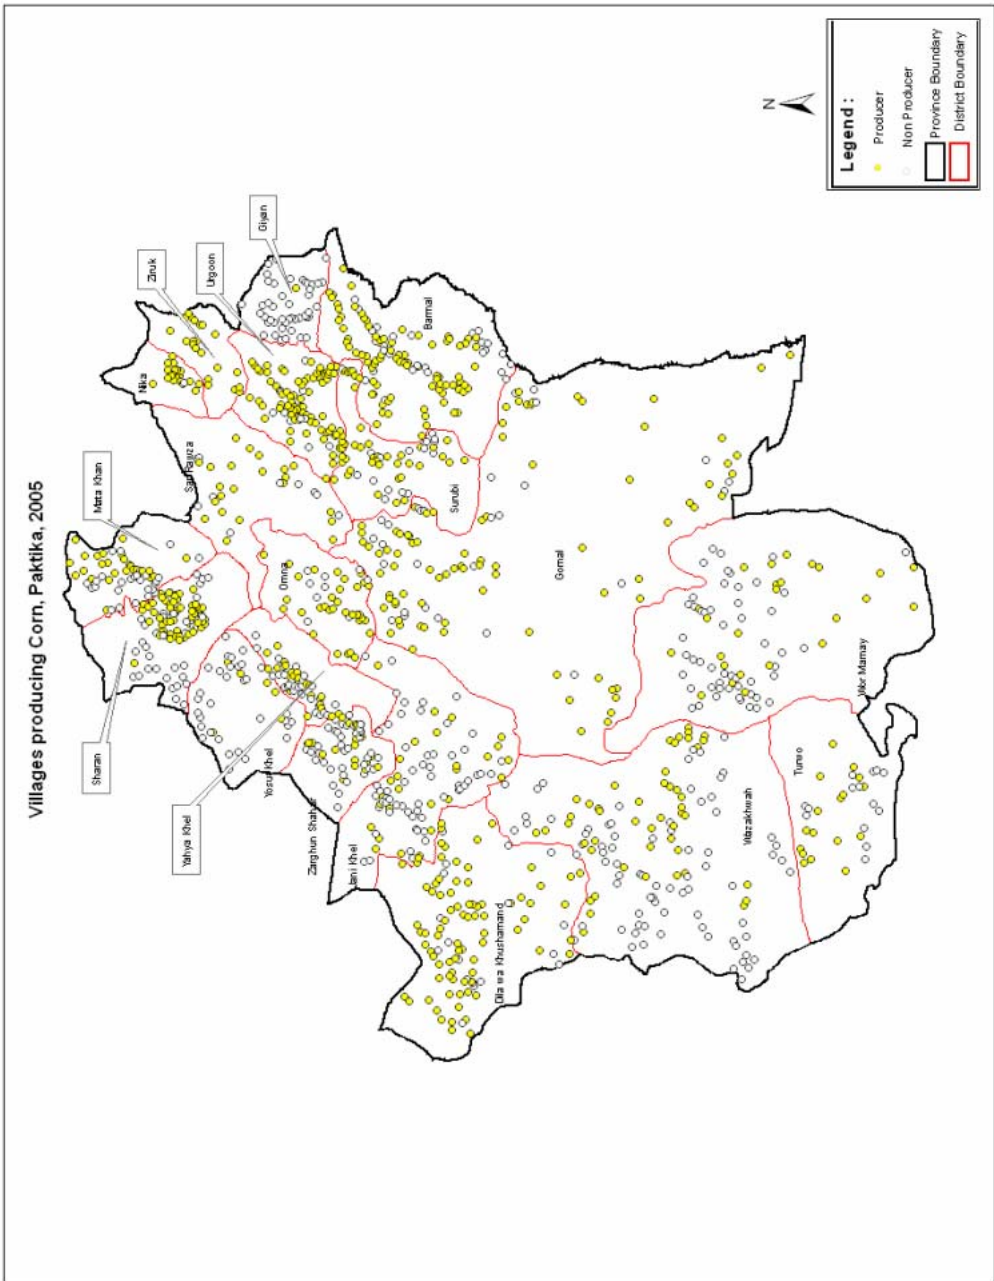 Villages producing Corn, Paktika, 2005
N
Legend :
Producer
Non Producer
Province Boundary
District Boundary
Sharan
Mata Khan
Yahya Khel
Ziruk
Urgoon
Giyan
Nika
Omna
Surubi
Barmal
Gomal
Yosuf Khel
Zarghun Shahar
Jani Khel
Dila wa Khushamand
Wazakhwah
Wor Mamay
Turwo